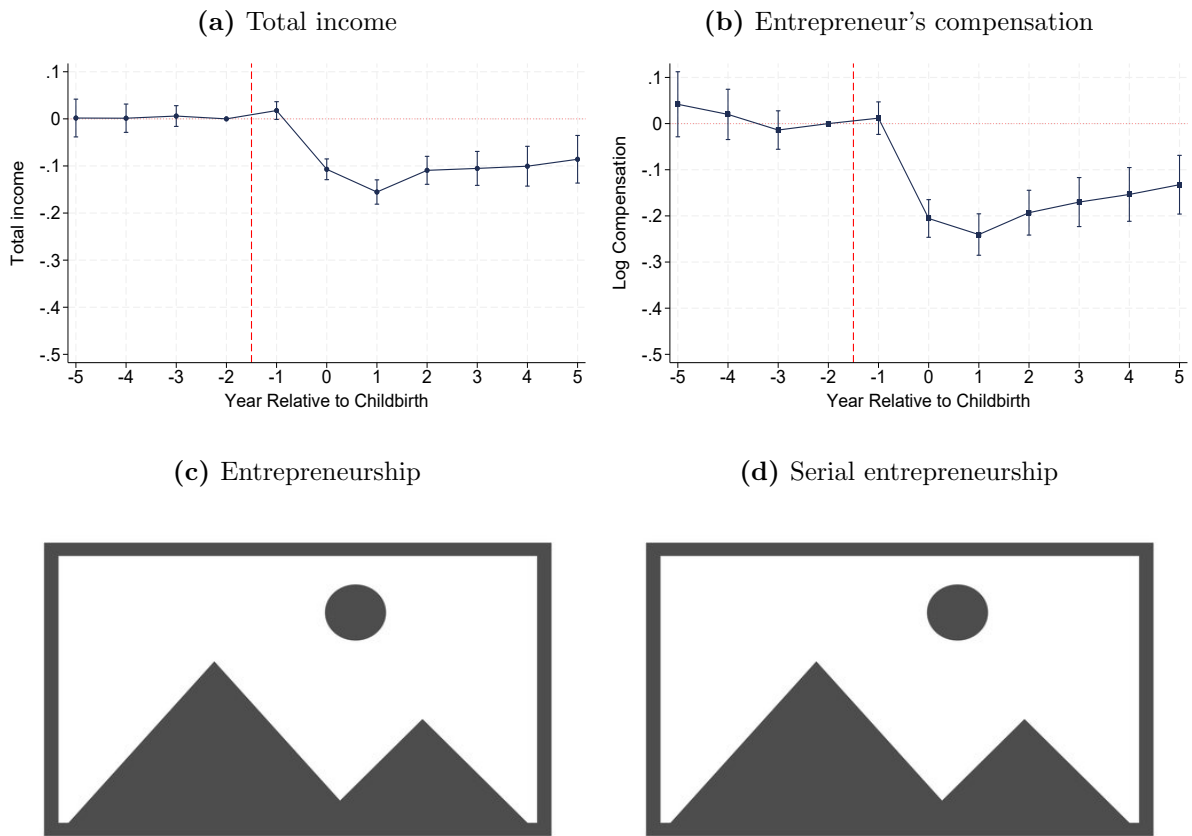 (a) Total income
.1
0
-.1
-.2
-.3
-.4
-.5
Total income
-5 -4 -3 -2 -1 0 1 2 3 4 5
Year Relative to Childbirth
(b) Entrepreneur's compensation
.1
0
-.1
-.2
-.3
-.4
-.5
Log Compensation
-5 -4 -3 -2 -1 0 1 2 3 4 5
Year Relative to Childbirth
(c) Entrepreneurship
(d) Serial entrepreneurship